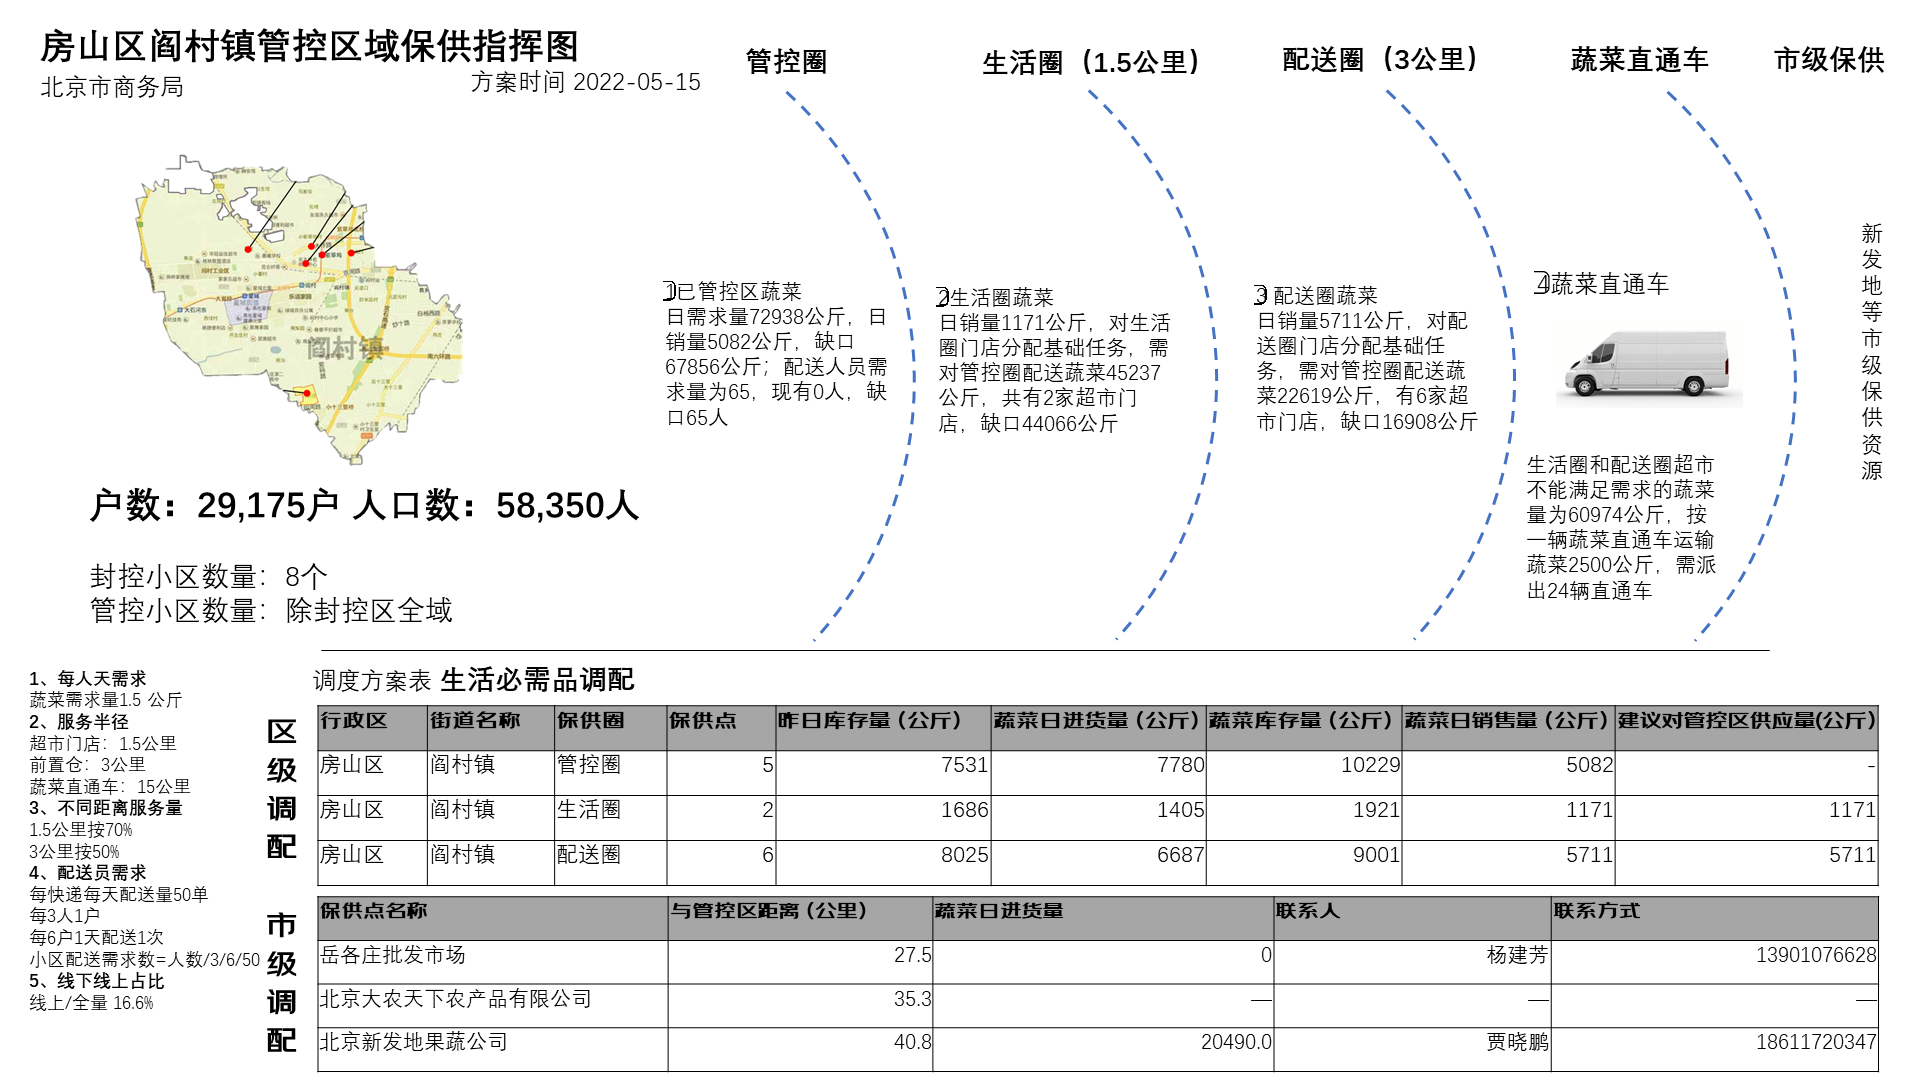 房山区阎村镇管控区域保供指挥图
北京市商务局
方案时间 2022-05-15
管控圈
生活圈（1.5公里）
配送圈（3公里）
蔬菜直通车
市级保供
阎村镇
户数：29,175户 人口数：58,350人
封控小区数量：8个
管控小区数量：除封控区全域
1已管控区蔬菜
日需求量72938公斤，日
销量5082公斤，缺口
67856公斤；配送人员需
求量为65，现有0人，缺
口65人
2生活圈蔬菜
日销量1171公斤，对生活
圈门店分配基础任务，需
对管控圈配送蔬菜45237
公斤，共有2家超市门
店，缺口44066公斤
3 配送圈蔬菜
日销量5711公斤，对配
送圈门店分配基础任
务，需对管控圈配送蔬
菜22619公斤，有6家超
市门店，缺口16908公斤
4蔬菜直通车
生活圈和配送圈超市
不能满足需求的蔬菜
量为60974公斤，按
一辆蔬菜直通车运输
蔬菜2500公斤，需派
出24辆直通车
新发地等市级保供资源
1、每人天需求
蔬菜需求量1.5 公斤
2、服务半径
超市门店：1.5公里
前置仓：3公里
蔬菜直通车：15公里
3、不同距离服务量
1.5公里按70%
3公里按50%
4、配送员需求
每快递每天配送量50单
每3人1户
每6户1天配送1次
小区配送需求数=人数/3/6/50
5、线下线上占比
线上/全量 16.6%
调度方案表 生活必需品调配
区级调配
行政区 街道名称 保供圈 保供点 昨日库存量（公斤） 蔬菜日进货量（公斤） 蔬菜库存量（公斤） 蔬菜日销售量（公斤） 建议对管控区供应量(公斤)
房山区 阎村镇 管控圈 5 7531 7780 10229 5082 -
房山区 阎村镇 生活圈 2 1686 1405 1921 1171 1171
房山区 阎村镇 配送圈 6 8025 6687 9001 5711 5711
市级调配
保供点名称 与管控区距离（公里） 蔬菜日进货量 联系人 联系方式
岳各庄批发市场 27.5 0 杨建芳 13901076628
北京大农天下农产品有限公司 35.3 — — —
北京新发地果蔬公司 40.8 20490.0 贾晓鹏 18611720347